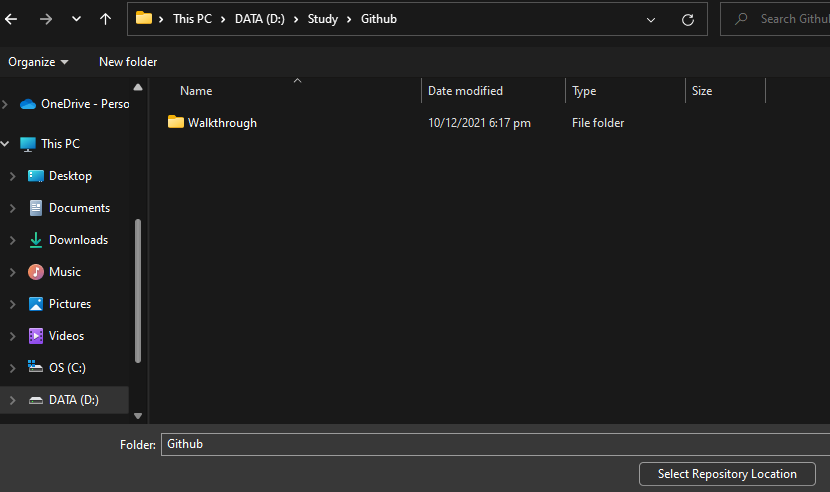 This PC > DATA (D:) > Study > Github
Search Githu
Organize
New folder
Name
Date modified
Type
Size
Walkthrough
10/12/2021 6:17 pm
File folder
OneDrive - Perso
This PC
Desktop
Documents
Downloads
Music
Pictures
Videos
OS (C:)
DATA (D:)
Folder:
Github
Select Repository Location